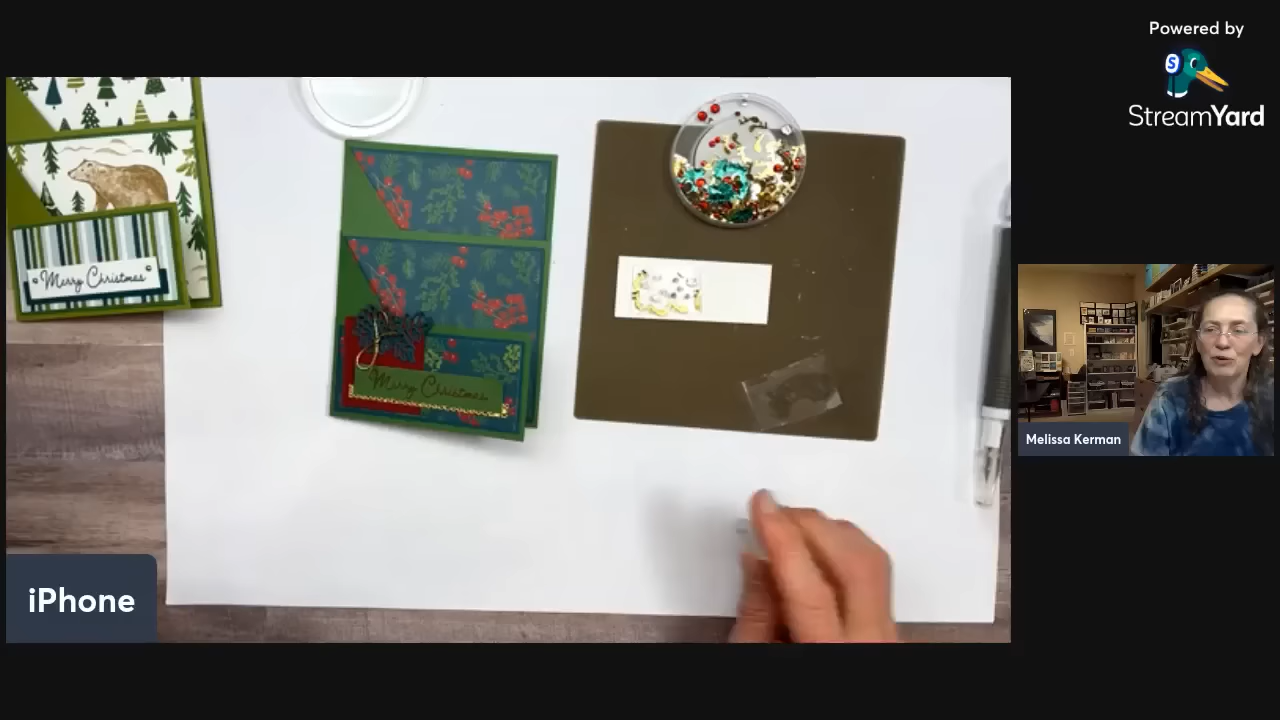 Powered by
S
StreamYard
Merry Christmas
Merry Christmas
Melissa Kerman
iPhone